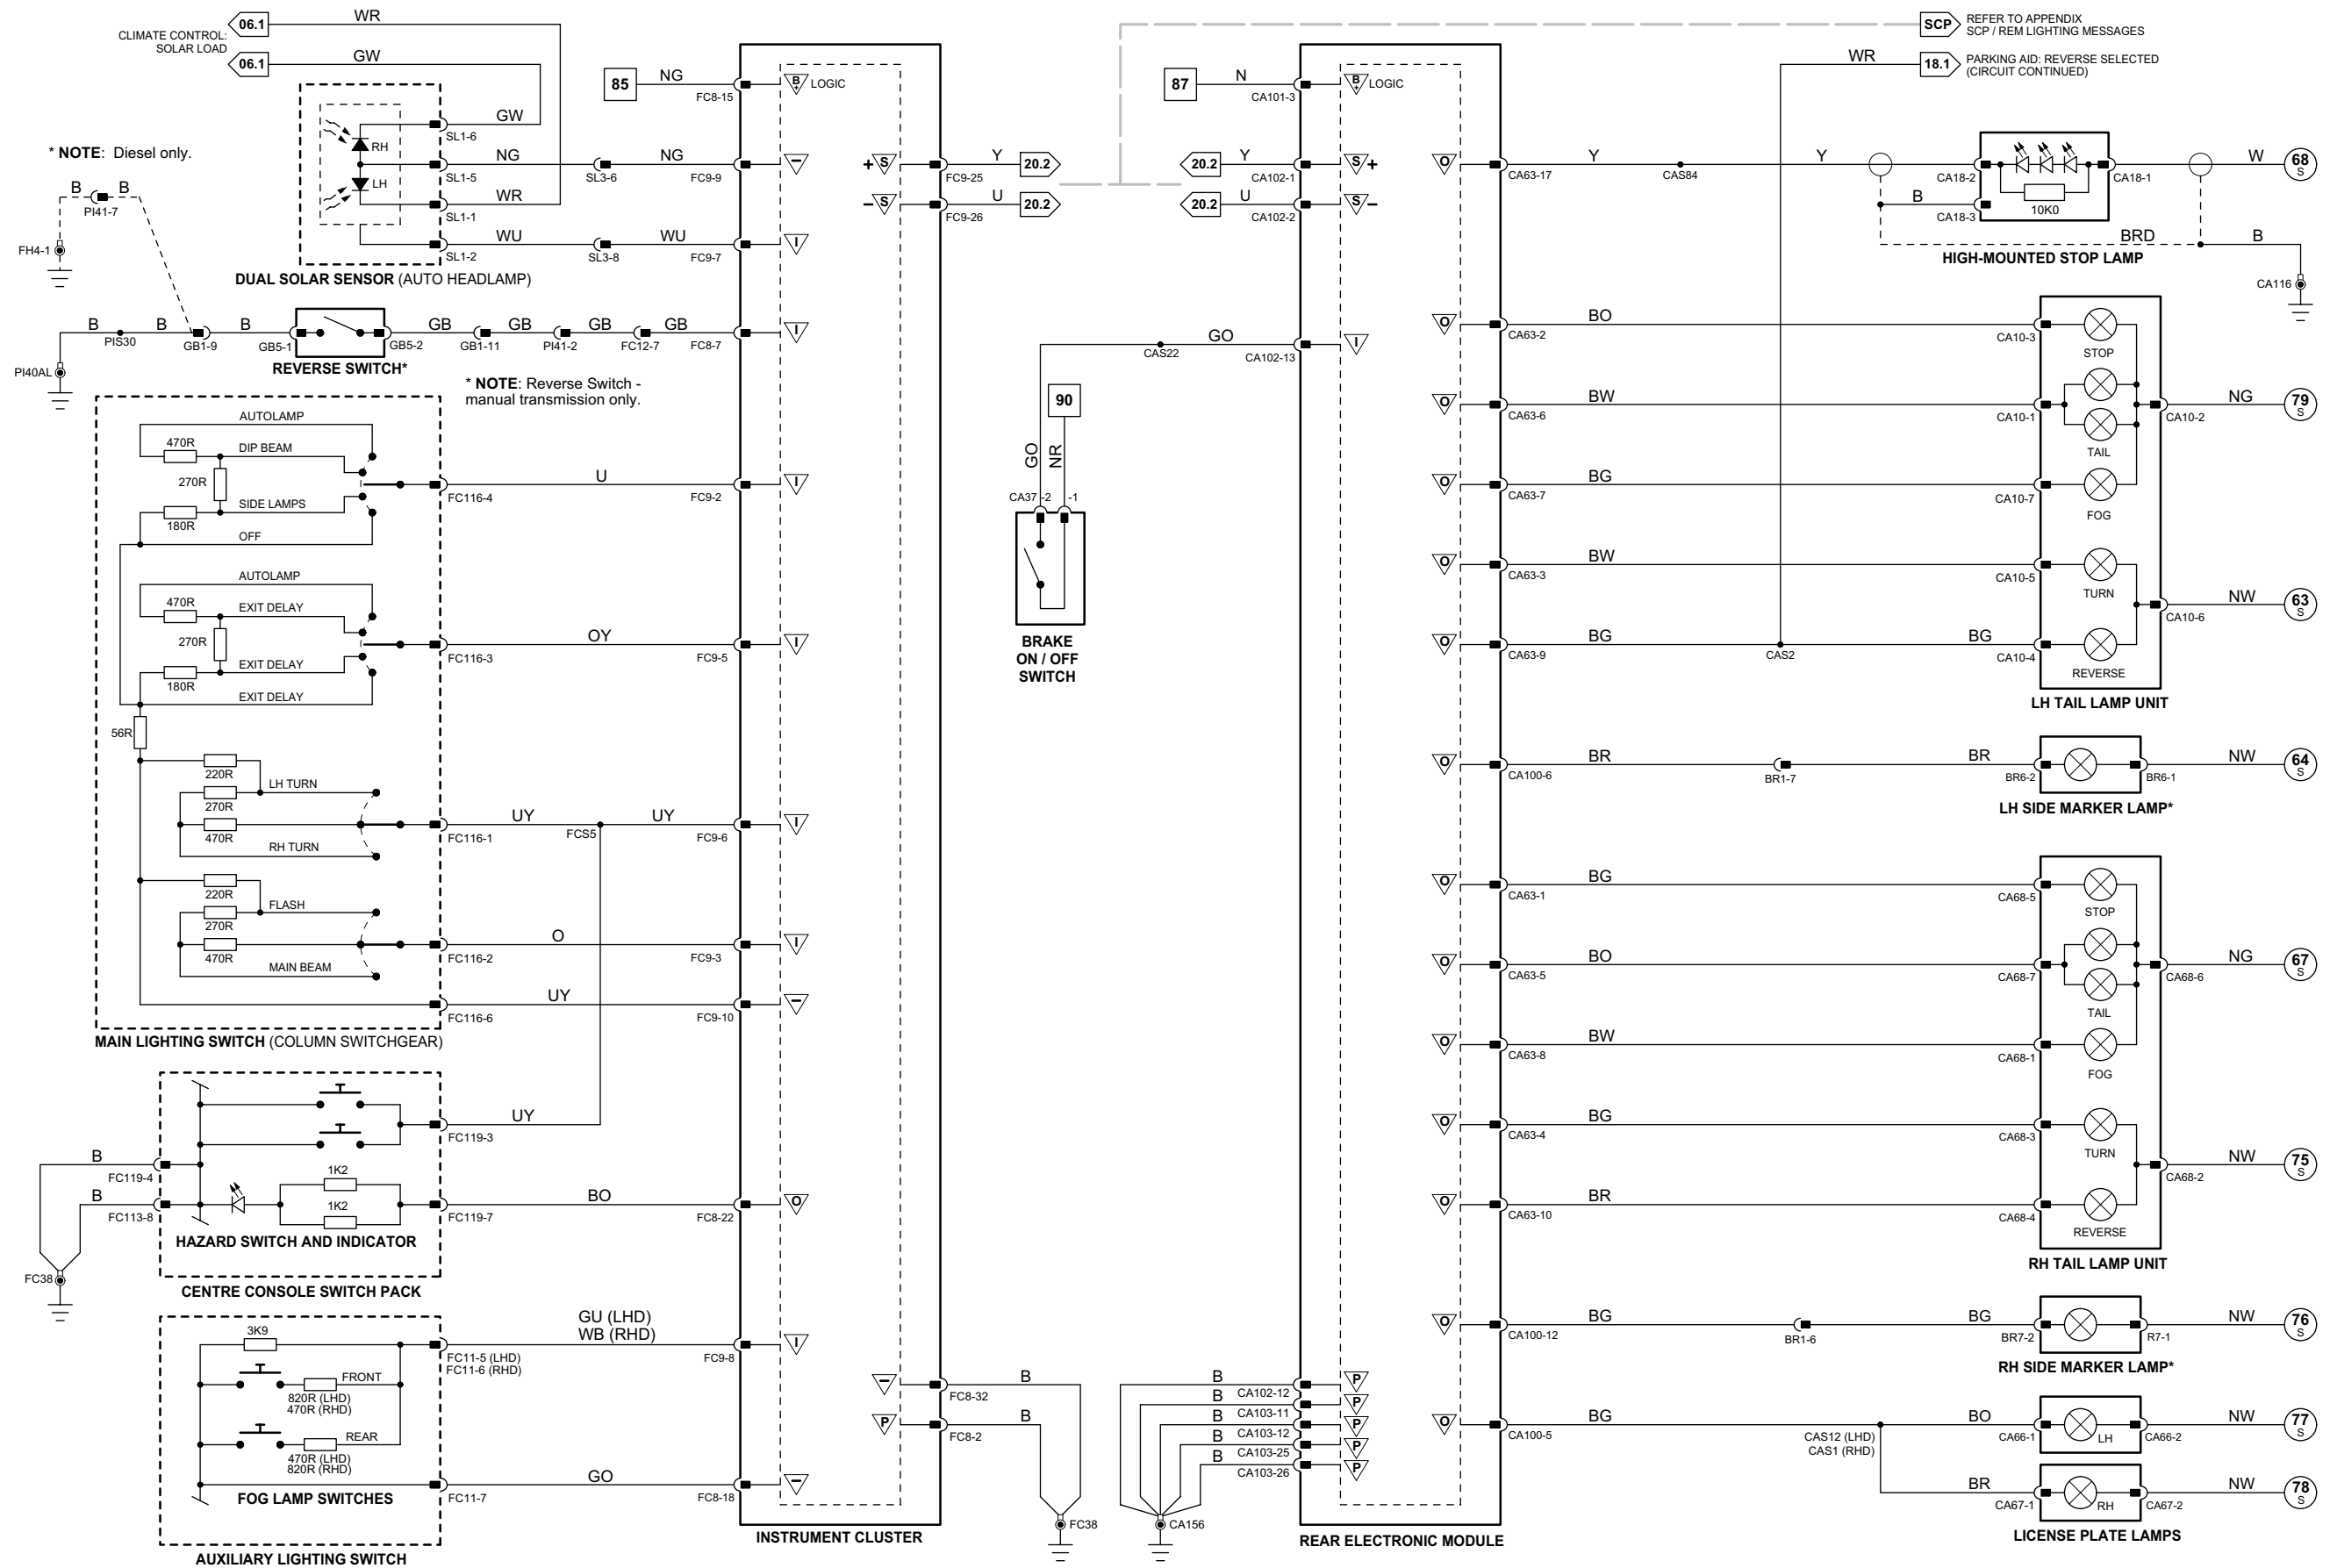 06.1
WR
CLIMATE CONTROL:
SOLAR LOAD
06.1
GW
GW
SL1-6
RH
NG
SL1-5
SL3-6
NG
FC9-9
LH
WR
SL1-1
WU
SL1-2
SL3-8
WU
FC9-7
DUAL SOLAR SENSOR (AUTO HEADLAMP)
* NOTE: Diesel only.
B
B
PI41-7
FH4-1
B
PIS30
B
GB1-9
B
GB5-1
GB5-2
GB
GB1-11
GB
PI41-2
GB
FC12-7
GB
FC8-7
PI40AL
REVERSE SWITCH*
* NOTE: Reverse Switch -
manual transmission only.
AUTOLAMP
470R
DIP BEAM
270R
SIDE LAMPS
180R
OFF
FC116-4
U
FC9-2
AUTOLAMP
470R
EXIT DELAY
270R
EXIT DELAY
180R
EXIT DELAY
FC116-3
OY
FC9-5
56R
220R
LH TURN
270R
470R
RH TURN
FC116-1
UY
FCS5
UY
FC9-6
220R
FLASH
270R
470R
MAIN BEAM
FC116-2
O
FC9-3
FC116-6
UY
FC9-10
MAIN LIGHTING SWITCH (COLUMN SWITCHGEAR)
FC119-3
UY
B
FC119-4
B
FC113-8
1K2
1K2
FC119-7
BO
FC8-22
FC38
HAZARD SWITCH AND INDICATOR
CENTRE CONSOLE SWITCH PACK
3K9
FRONT
820R (LHD)
470R (RHD)
REAR
470R (LHD)
820R (RHD)
FOG LAMP SWITCHES
FC11-5 (LHD)
FC11-6 (RHD)
GU (LHD)
WB (RHD)
FC9-8
FC11-7
GO
FC8-18
AUXILIARY LIGHTING SWITCH
85
NG
FC8-15
B+
LOGIC
–
I
I
I
I
I
I
–
O
I
–
+ S
– S
Y
FC9-25
20.2
U
FC9-26
20.2
–
FC8-32
B
P
FC8-2
B
FC38
INSTRUMENT CLUSTER
87
N
CA101-3
B+
LOGIC
20.2
Y
CA102-1
S +
20.2
U
CA102-2
S –
GO
CAS22
CA102-13
I
90
GO
NR
CA37
-2
-1
BRAKE
ON / OFF
SWITCH
B
CA102-12
P
B
CA103-11
P
B
CA103-12
P
B
CA103-25
P
B
CA103-26
P
CA156
REAR ELECTRONIC MODULE
SCP
REFER TO APPENDIX
SCP / REM LIGHTING MESSAGES
WR
18.1
PARKING AID: REVERSE SELECTED
(CIRCUIT CONTINUED)
O
CA63-17
Y
CAS84
Y
CA18-2
B
CA18-3
10K0
CA18-1
W
68
S
BRD
B
CA116
HIGH-MOUNTED STOP LAMP
O
CA63-2
BO
CA10-3
STOP
O
CA63-6
BW
CA10-1
TAIL
CA10-2
NG
79
S
O
CA63-7
BG
CA10-7
FOG
O
CA63-3
BW
CA10-5
TURN
CA10-6
NW
63
S
O
CA63-9
BG
CAS2
BG
CA10-4
REVERSE
LH TAIL LAMP UNIT
O
CA100-6
BR
BR1-7
BR
BR6-2
BR6-1
NW
64
S
LH SIDE MARKER LAMP*
O
CA63-1
BG
CA68-5
STOP
O
CA63-5
BO
CA68-7
TAIL
CA68-6
NG
67
S
O
CA63-8
BW
CA68-1
FOG
O
CA63-4
BG
CA68-3
TURN
CA68-2
NW
75
S
O
CA63-10
BR
CA68-4
REVERSE
RH TAIL LAMP UNIT
O
CA100-12
BG
BR1-6
BG
BR7-2
R7-1
NW
76
S
RH SIDE MARKER LAMP*
O
CA100-5
BG
CAS12 (LHD)
CAS1 (RHD)
BO
CA66-1
LH
CA66-2
NW
77
S
BR
CA67-1
RH
CA67-2
NW
78
S
LICENSE PLATE LAMPS